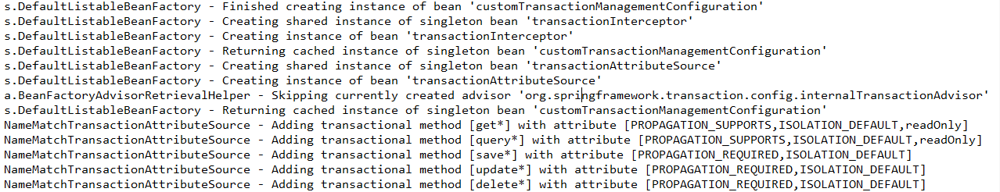 s.DefaultListableBeanFactory - Finished creating instance of bean 'customTransactionManagementConfiguration'
s.DefaultListableBeanFactory - Creating shared instance of singleton bean 'transactionInterceptor'
s.DefaultListableBeanFactory - Creating instance of bean 'transactionInterceptor'
s.DefaultListableBeanFactory - Returning cached instance of singleton bean 'customTransactionManagementConfiguration'
s.DefaultListableBeanFactory - Creating shared instance of singleton bean 'transactionAttributeSource'
s.DefaultListableBeanFactory - Creating instance of bean 'transactionAttributeSource'
a.BeanFactoryAdvisorRetrievalHelper - Skipping currently created advisor 'org.springframework.transaction.config.internalTransactionAdvisor'
s.DefaultListableBeanFactory - Returning cached instance of singleton bean 'customTransactionManagementConfiguration'
NameMatchTransactionAttributeSource - Adding transactional method [get*] with attribute [PROPAGATION_SUPPORTS,ISOLATION_DEFAULT,readOnly]
NameMatchTransactionAttributeSource - Adding transactional method [query*] with attribute [PROPAGATION_SUPPORTS,ISOLATION_DEFAULT,readOnly]
NameMatchTransactionAttributeSource - Adding transactional method [save*] with attribute [PROPAGATION_REQUIRED,ISOLATION_DEFAULT]
NameMatchTransactionAttributeSource - Adding transactional method [update*] with attribute [PROPAGATION_REQUIRED,ISOLATION_DEFAULT]
NameMatchTransactionAttributeSource - Adding transactional method [delete*] with attribute [PROPAGATION_REQUIRED,ISOLATION_DEFAULT]